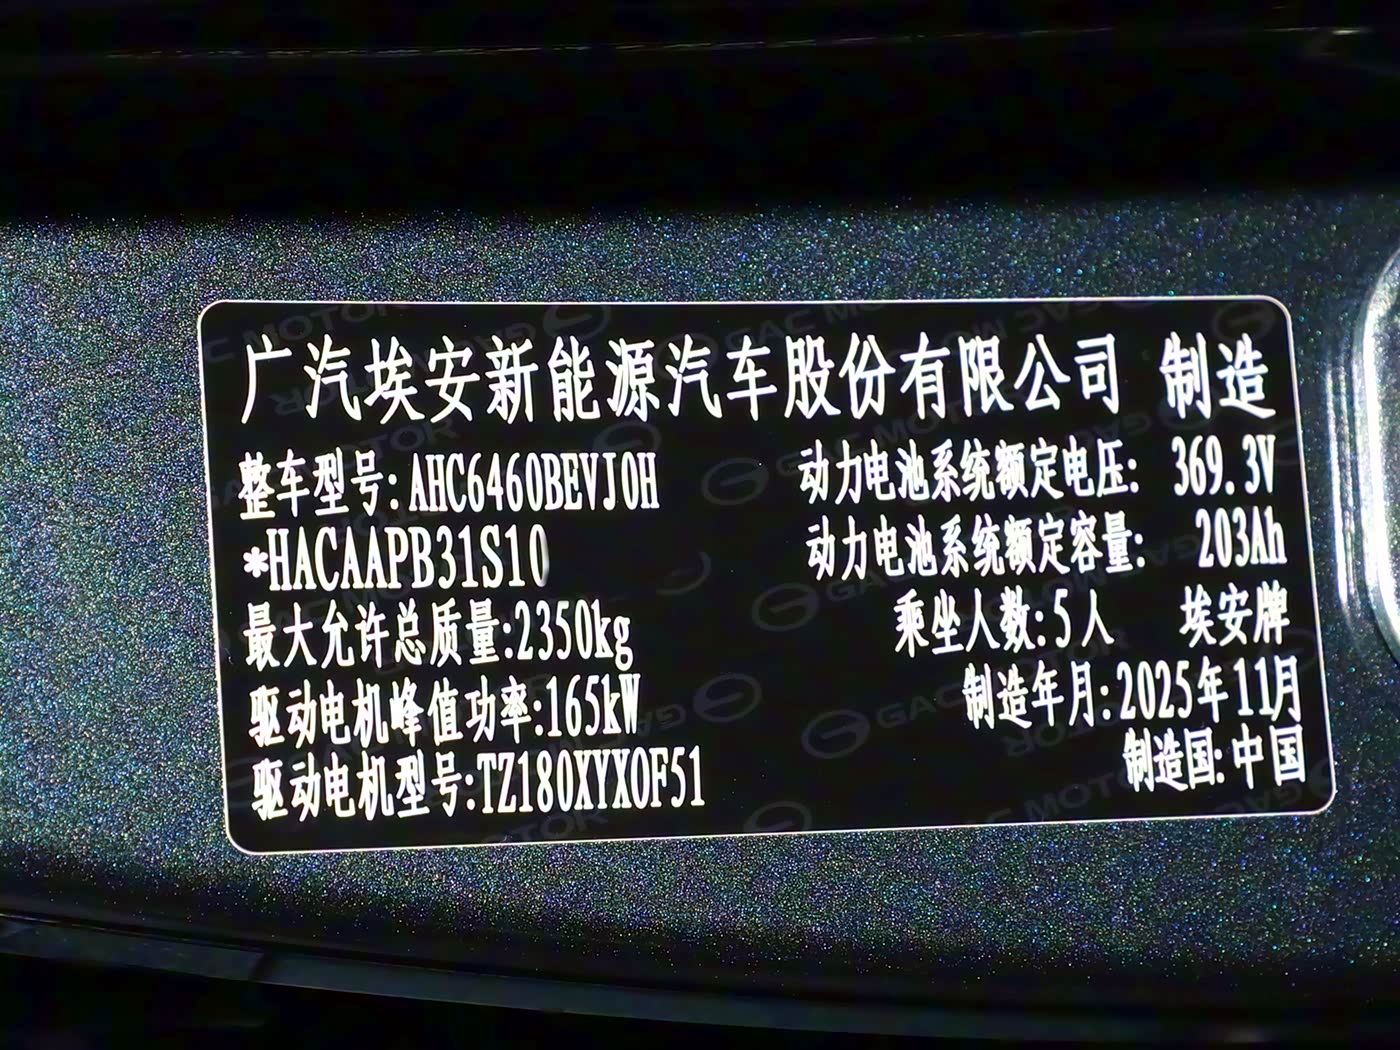 广汽埃安新能源汽车股份有限公司 制造
整车型号:AHC6460BEVJ0H 动力电池系统额定电压: 369.3V
*HACAAPB31S10 动力电池系统额定容量: 203Ah
最大允许总质量:2350kg 乘坐人数:5人 埃安牌
驱动电机峰值功率:165kW 制造年月:2025年11月
驱动电机型号:TZ180XYX0F51 制造国:中国
GAC MOTOR